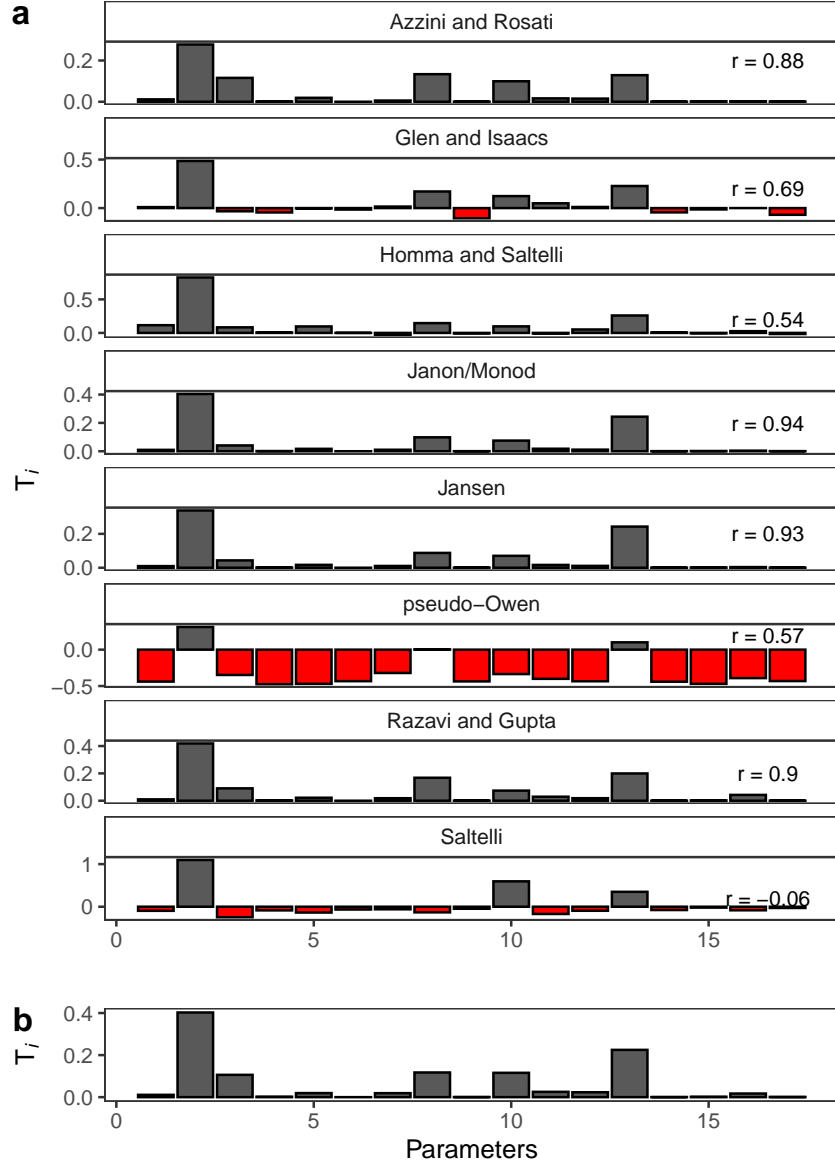 a
Azzini and Rosati
0.2
0.0
r = 0.88
Glen and Isaacs
0.5
0.0
r = 0.69
Homma and Saltelli
0.5
0.0
r = 0.54
Janon/Monod
0.4
0.2
0.0
r = 0.94
T i
Jansen
0.2
0.0
r = 0.93
pseudo−Owen
0.0
−0.5
r = 0.57
Razavi and Gupta
0.4
0.2
0.0
r = 0.9
Saltelli
1
0
r = −0.06
0 5 10 15
b
0.4
0.2
0.0
T i
0 5 10 15
Parameters